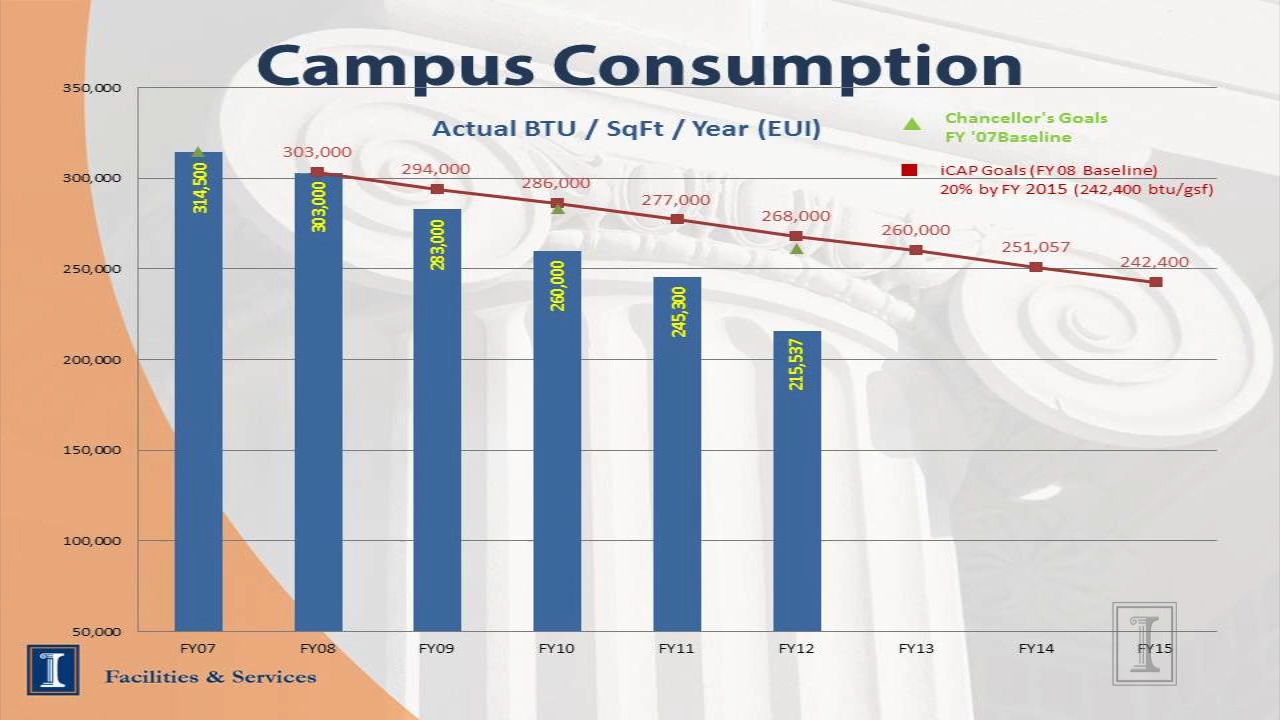 Campus Consumption
Actual BTU / SqFt / Year (EUI)
Chancellor's Goals
FY '07Baseline
iCAP Goals (FY 08 Baseline)
20% by FY 2015 (242,400 btu/gsf)
350,000
300,000
250,000
200,000
150,000
100,000
50,000
303,000
294,000
286,000
277,000
268,000
260,000
251,057
242,400
314,500
303,000
283,000
260,000
245,300
215,537
FY07
FY08
FY09
FY10
FY11
FY12
FY13
FY14
FY15
I
Facilities & Services
I